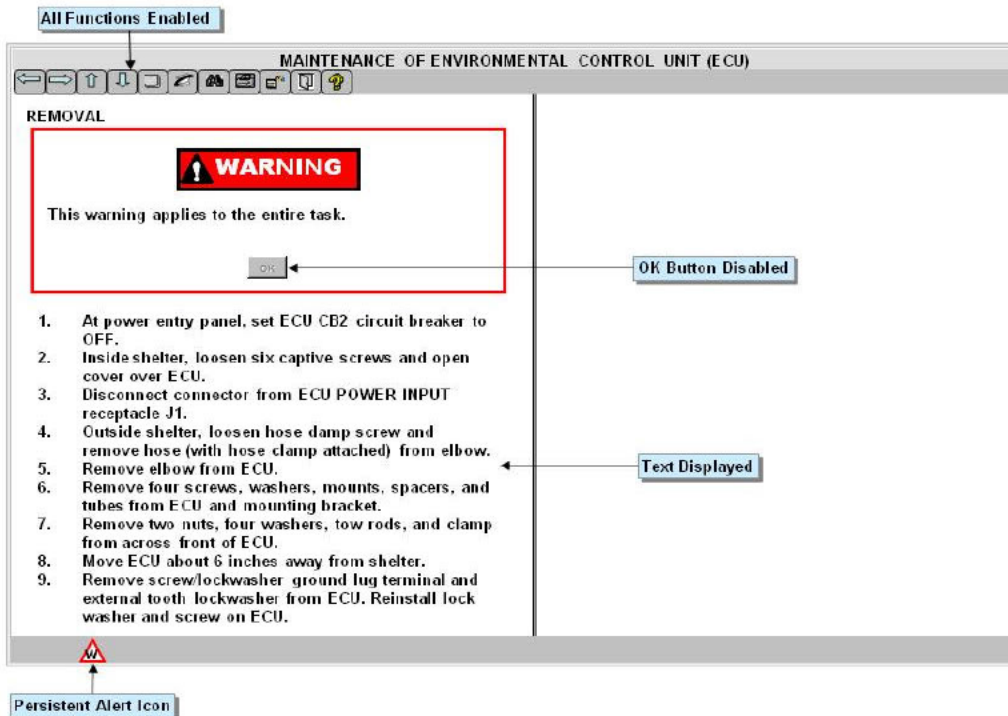 All Functions Enabled
MAINTENANCE OF ENVIRONMENTAL CONTROL UNIT (ECU)
REMOVAL
WARNING
This warning applies to the entire task.
OK
OK Button Disabled
1. At power entry panel, set ECU CB2 circuit breaker to
OFF.
2. Inside shelter, loosen six captive screws and open
cover over ECU.
3. Disconnect connector from ECU POWER INPUT
receptacle J1.
4. Outside shelter, loosen hose clamp screw and
remove hose (with hose clamp attached) from elbow.
5. Remove elbow from ECU.
Text Displayed
6. Remove four screws, washers, mounts, spacers, and
tubes from ECU and mounting bracket.
7. Remove two nuts, four washers, tow rods, and clamp
from across front of ECU.
8. Move ECU about 6 inches away from shelter.
9. Remove screw/lockwasher ground lug terminal and
external tooth lockwasher from ECU. Reinstall lock
washer and screw on ECU.
W
Persistent Alert Icon